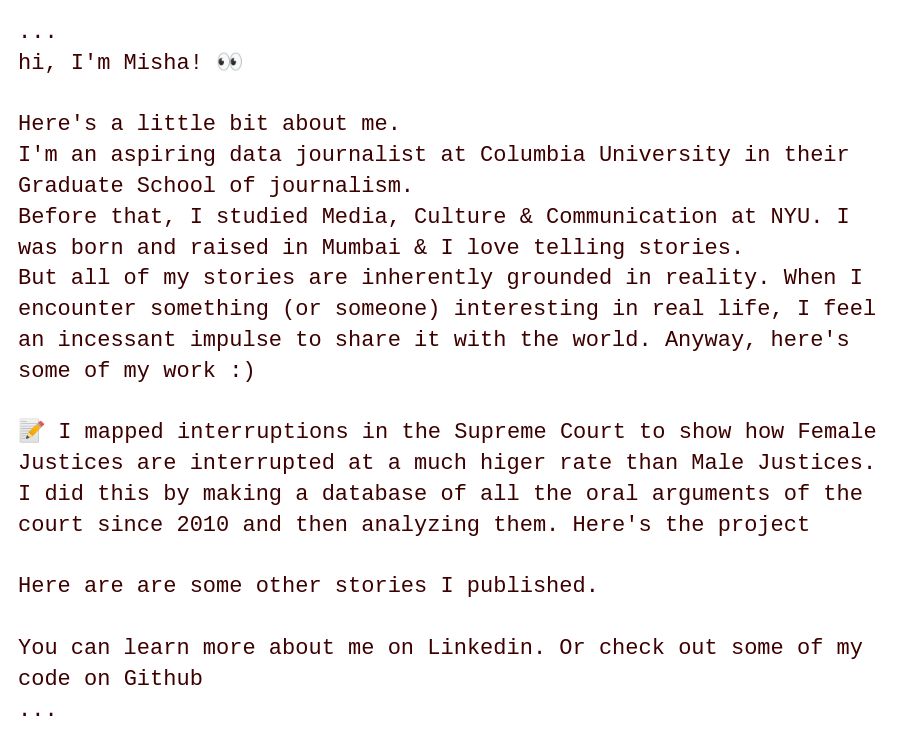 ...
hi, I'm Misha! 👀
Here's a little bit about me.
I'm an aspiring data journalist at Columbia University in their
Graduate School of journalism.
Before that, I studied Media, Culture & Communication at NYU. I
was born and raised in Mumbai & I love telling stories.
But all of my stories are inherently grounded in reality. When I
encounter something (or someone) interesting in real life, I feel
an incessant impulse to share it with the world. Anyway, here's
some of my work :)
📝 I mapped interruptions in the Supreme Court to show how Female
Justices are interrupted at a much higer rate than Male Justices.
I did this by making a database of all the oral arguments of the
court since 2010 and then analyzing them. Here's the project
Here are are some other stories I published.
You can learn more about me on Linkedin. Or check out some of my
code on Github
...